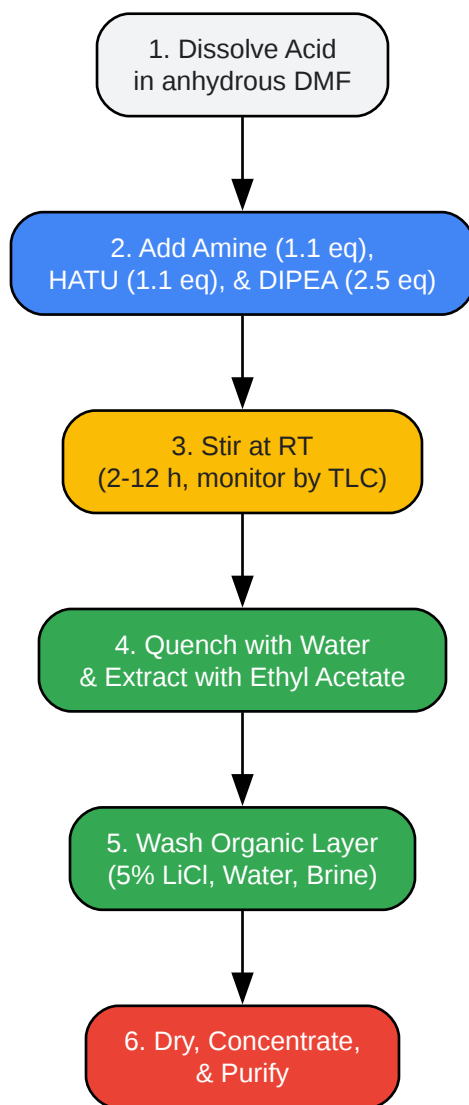 1. Dissolve Acid
in anhydrous DMF
2. Add Amine (1.1 eq),
HATU (1.1 eq), & DIPEA (2.5 eq)
3. Stir at RT
(2-12 h, monitor by TLC)
4. Quench with Water
& Extract with Ethyl Acetate
5. Wash Organic Layer
(5% LiCl, Water, Brine)
6. Dry, Concentrate,
& Purify